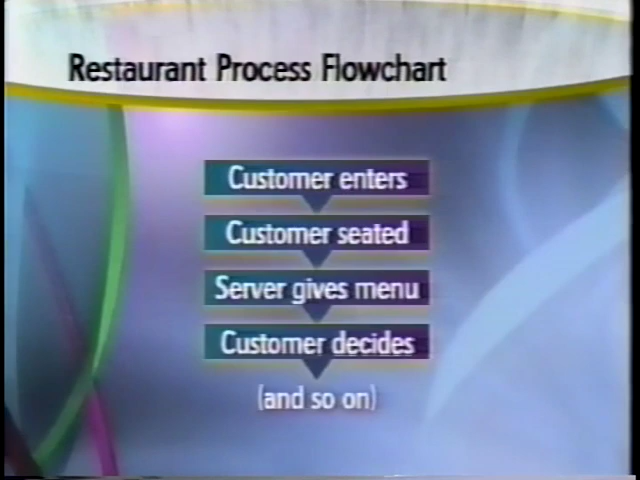 Restaurant Process Flowchart
Customer enters
Customer seated
Server gives menu
Customer decides
(and so on)